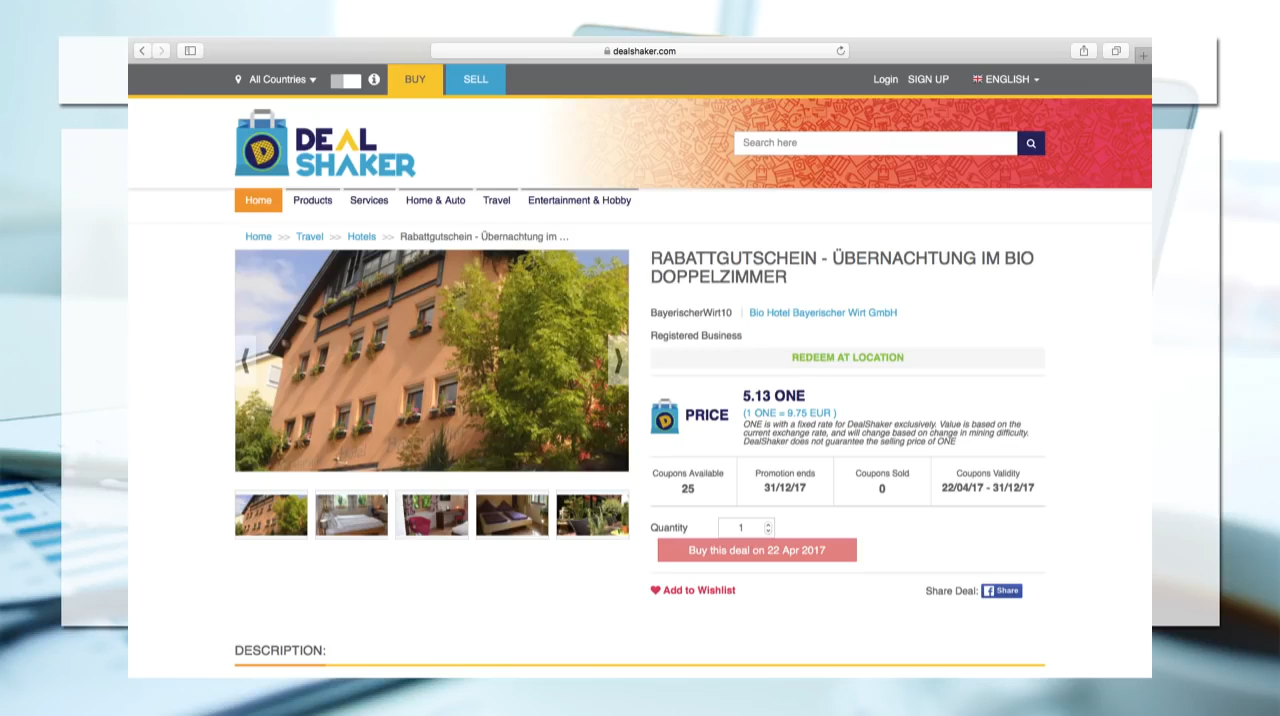 dealshaker.com
All Countries
BUY
SELL
Login
SIGN UP
ENGLISH
DEAL
SHAKER
Search here
Home
Products
Services
Home & Auto
Travel
Entertainment & Hobby
Home >> Travel >> Hotels >> Rabattgutschein - Übernachtung im ...
RABATTGUTSCHEIN - ÜBERNACHTUNG IM BIO
DOPPELZIMMER
BayerischerWirt10 | Bio Hotel Bayerischer Wirt GmbH
Registered Business
REDEEM AT LOCATION
PRICE
5.13 ONE
(1 ONE = 9.75 EUR )
ONE is with a fixed rate for DealShaker exclusively. Value is based on the
current exchange rate, and will change based on change in mining difficulty.
DealShaker does not guarantee the selling price of ONE
Coupons Available
25
Promotion ends
31/12/17
Coupons Sold
0
Coupons Validity
22/04/17 - 31/12/17
Quantity
1
Buy this deal on 22 Apr 2017
Add to Wishlist
Share Deal:
Share
DESCRIPTION: